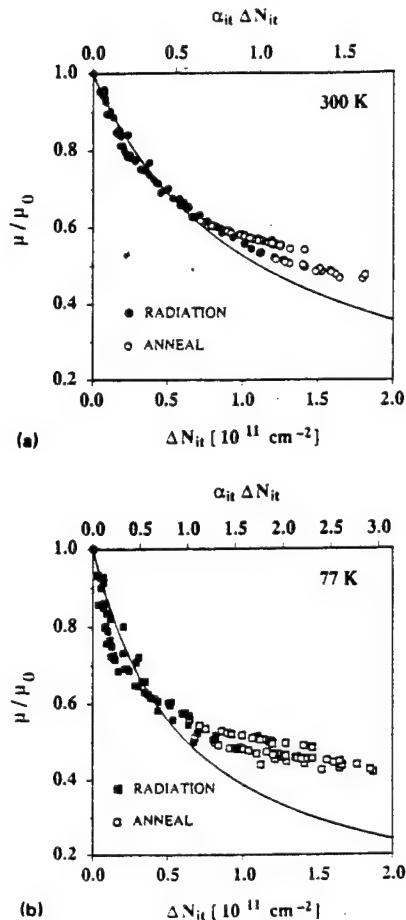 α_it ΔN_it
0.0 0.5 1.0 1.5
1.0
300 K
0.8
μ/μ₀
0.6
0.4
● RADIATION
○ ANNEAL
0.2
0.0 0.5 1.0 1.5 2.0
(a)
ΔN_it [10¹¹ cm⁻²]
α_it ΔN_it
0.0 0.5 1.0 1.5 2.0 2.5 3.0
1.0
77 K
0.8
μ/μ₀
0.6
0.4
■ RADIATION
□ ANNEAL
0.2
0.0 0.5 1.0 1.5 2.0
(b)
ΔN_it [10¹¹ cm⁻²]